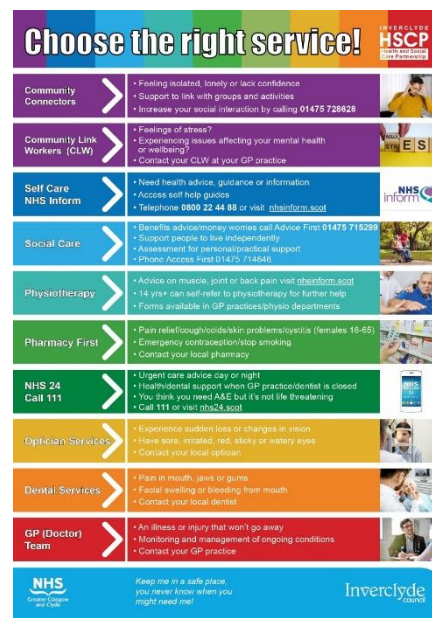 Choose the right service!
INVERCLYDE
HSCP
Health and Social
Care Partnership
Community
Connectors
• Feeling isolated, lonely or lack confidence
• Support to link with groups and activities
• Increase your social interaction by calling 01475 728628
Community Link
Workers (CLW)
• Feelings of stress?
• Experiencing issues affecting your mental health
or wellbeing?
• Contact your CLW at your GP practice
Self Care
NHS Inform
• Need health advice, guidance or information
• Access self help guides
• Telephone 0800 22 44 88 or visit nhsinform.scot
NHS
inform
Social Care
• Benefits advice/money worries call Advice First 01475 715299
• Support people to live independently
• Assessment for personal/practical support
• Phone Access First 01475 714646
Physiotherapy
• Advice on muscle, joint or back pain visit nhsinform.scot
• 14 yrs+ can self-refer to physiotherapy for further help
• Forms available in GP practices/physio departments
Pharmacy First
• Pain relief/cough/colds/skin problems/cystitis (females 16-65)
• Emergency contraception/stop smoking
• Contact your local pharmacy
NHS 24
Call 111
• Urgent care advice day or night
• Health/dental support when GP practice/dentist is closed
• You think you need A&E but it's not life threatening
• Call 111 or visit nhs24.scot
Optician Services
• Experience sudden loss or changes in vision
• Have sore, irritated, red, sticky or watery eyes
• Contact your local optician
Dental Services
• Pain in mouth, jaws or gums
• Facial swelling or bleeding from mouth
• Contact your local dentist
GP (Doctor)
Team
• An illness or injury that won't go away
• Monitoring and management of ongoing conditions
• Contact your GP practice
NHS
Greater Glasgow
and Clyde
Keep me in a safe place,
you never know when you
might need me!
Inverclyde
council